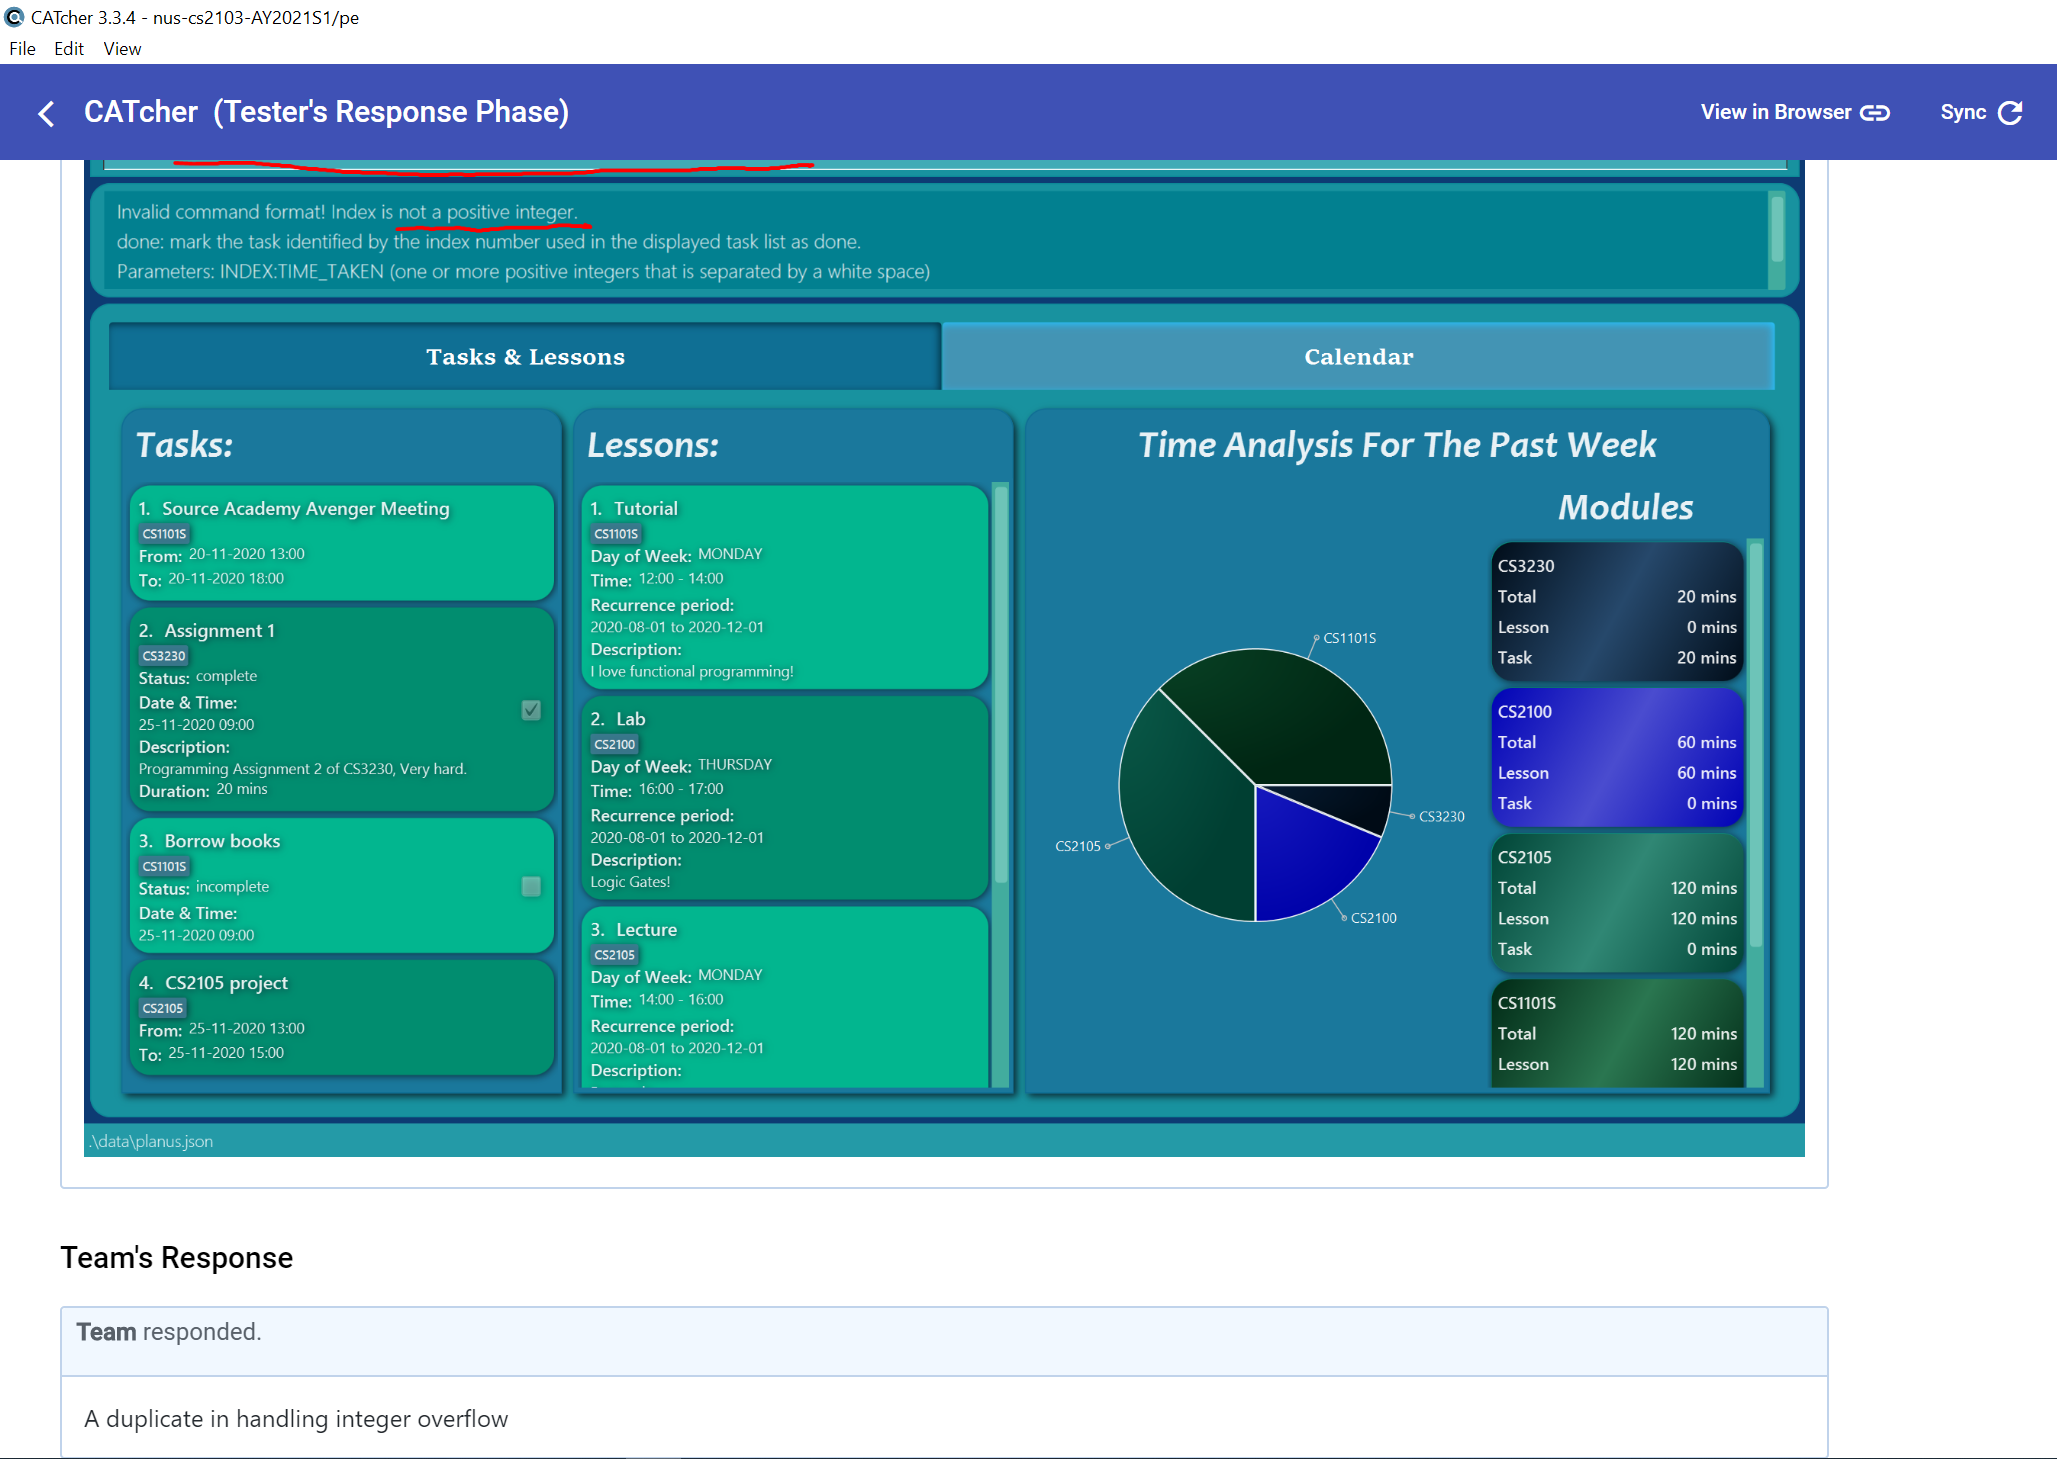 CATcher 3.3.4 - nus-cs2103-AY2021S1/pe
File Edit View
CATcher (Tester's Response Phase)
View in Browser
Sync
Invalid command format! Index is not a positive integer.
done: mark the task identified by the index number used in the displayed task list as done.
Parameters: INDEX:TIME_TAKEN (one or more positive integers that is separated by a white space)
Tasks & Lessons
Calendar
Tasks:
1. Source Academy Avenger Meeting
CS1101S
From: 20-11-2020 13:00
To: 20-11-2020 18:00
2. Assignment 1
CS3230
Status: complete
Date & Time:
25-11-2020 09:00
Description:
Programming Assignment 2 of CS3230, Very hard.
Duration: 20 mins
3. Borrow books
CS1101S
Status: incomplete
Date & Time:
25-11-2020 09:00
4. CS2105 project
CS2105
From: 25-11-2020 13:00
To: 25-11-2020 15:00
Lessons:
1. Tutorial
CS1101S
Day of Week: MONDAY
Time: 12:00 - 14:00
Recurrence period:
2020-08-01 to 2020-12-01
Description:
I love functional programming!
2. Lab
CS2100
Day of Week: THURSDAY
Time: 16:00 - 17:00
Recurrence period:
2020-08-01 to 2020-12-01
Description:
Logic Gates!
3. Lecture
CS2105
Day of Week: MONDAY
Time: 14:00 - 16:00
Recurrence period:
2020-08-01 to 2020-12-01
Description:
Time Analysis For The Past Week
CS1101S
CS3230
CS2105
CS2100
Modules
CS3230
Total 20 mins
Lesson 0 mins
Task 20 mins
CS2100
Total 60 mins
Lesson 60 mins
Task 0 mins
CS2105
Total 120 mins
Lesson 120 mins
Task 0 mins
CS1101S
Total 120 mins
Lesson 120 mins
.\data\planus.json
Team's Response
Team responded.
A duplicate in handling integer overflow